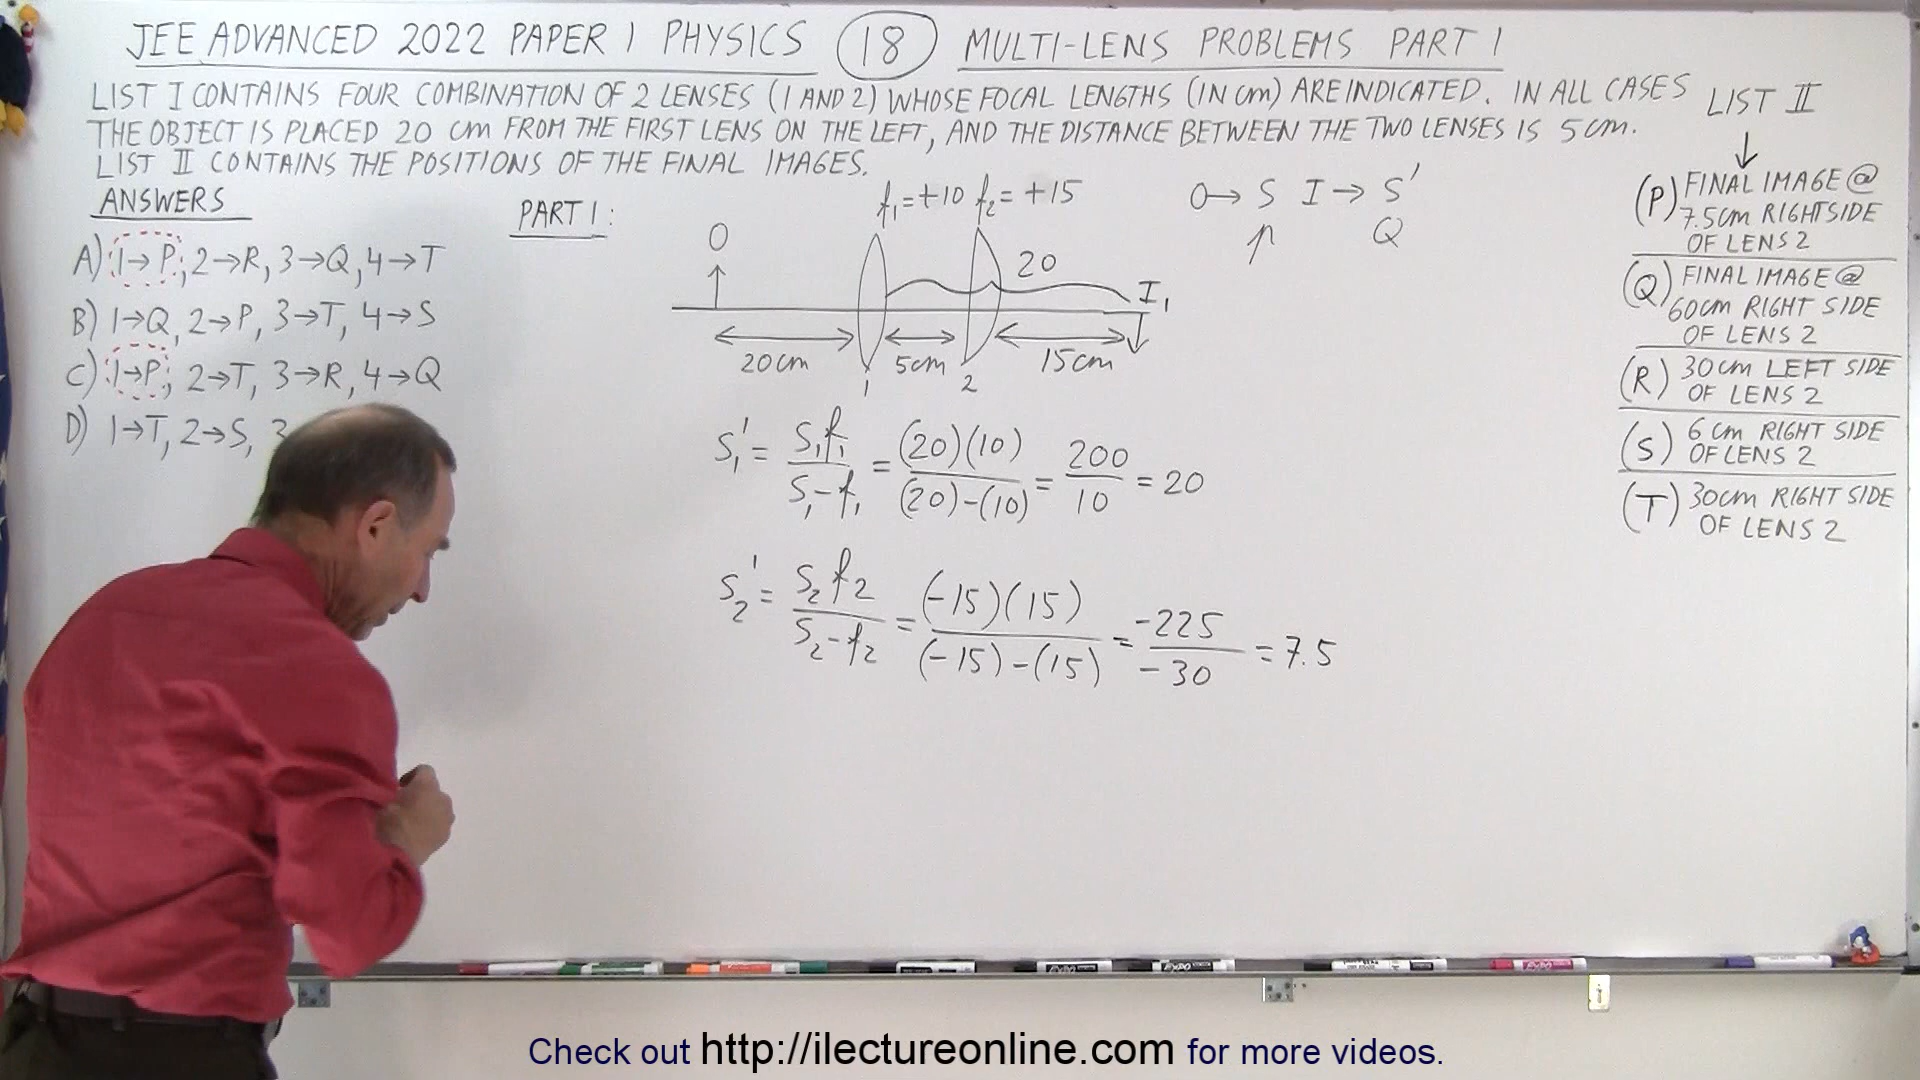 JEE ADVANCED 2022 PAPER 1 PHYSICS 18 MULTI-LENS PROBLEMS PART 1
LIST I CONTAINS FOUR COMBINATION OF 2 LENSES (1 AND 2) WHOSE FOCAL LENGTHS (IN cm) ARE INDICATED. IN ALL CASES
THE OBJECT IS PLACED 20 cm FROM THE FIRST LENS ON THE LEFT, AND THE DISTANCE BETWEEN THE TWO LENSES IS 5 cm.
LIST II CONTAINS THE POSITIONS OF THE FINAL IMAGES.
ANSWERS
A) 1→P, 2→R, 3→Q, 4→T
B) 1→Q, 2→P, 3→T, 4→S
C) 1→P, 2→T, 3→R, 4→Q
D) 1→T, 2→S, 3
PART 1:
f₁=+10 f₂=+15
O→S I→S'
p Q
O
20 I₁
20cm 5cm 15cm
1 2
S₁' = S₁f₁/(S₁-f₁) = (20)(10)/((20)-(10)) = 200/10 = 20
S₂' = S₂f₂/(S₂-f₂) = (-15)(15)/((-15)-(15)) = -225/-30 = 7.5
LIST II
↓
(P) FINAL IMAGE @
7.5cm RIGHT SIDE
OF LENS 2
(Q) FINAL IMAGE @
60cm RIGHT SIDE
OF LENS 2
(R) 30cm LEFT SIDE
OF LENS 2
(S) 6 cm RIGHT SIDE
OF LENS 2
(T) 30cm RIGHT SIDE
OF LENS 2
EXPO
EXPO
EXPO
Check out http://ilectureonline.com for more videos.